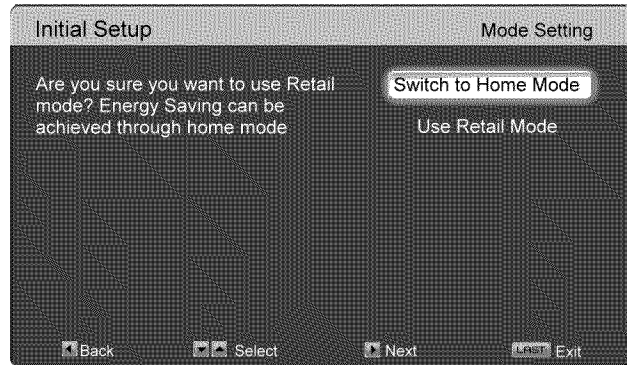 Initial Setup
Mode Setting
Are you sure you want to use Retail
mode? Energy Saving can be
achieved through home mode
Switch to Home Mode
Use Retail Mode
Back
Select
Next
LAST Exit